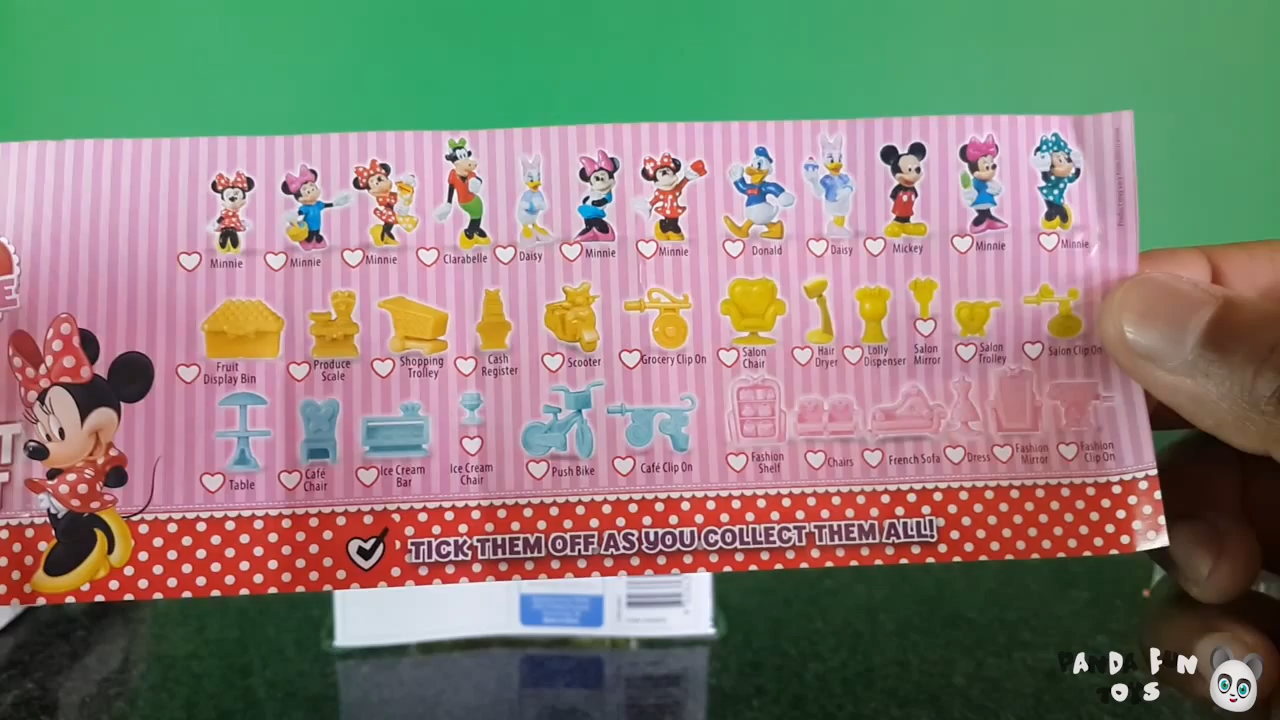 Minnie Minnie Minnie Clarabelle Daisy Minnie Minnie Donald Daisy Mickey Minnie Minnie
Fruit Display Bin
Produce Scale
Shopping Trolley
Cash Register
Scooter
Grocery Clip On
Salon Chair
Hair Dryer
Lolly Dispenser
Salon Mirror
Salon Trolley
Salon Clip On
Table
Café Chair
Ice Cream Bar
Ice Cream Chair
Push Bike
Café Clip On
Fashion Shelf
Chairs
French Sofa
Dress
Fashion Mirror
Fashion Clip On
TICK THEM OFF AS YOU COLLECT THEM ALL!
PANDA FUN
TOYS